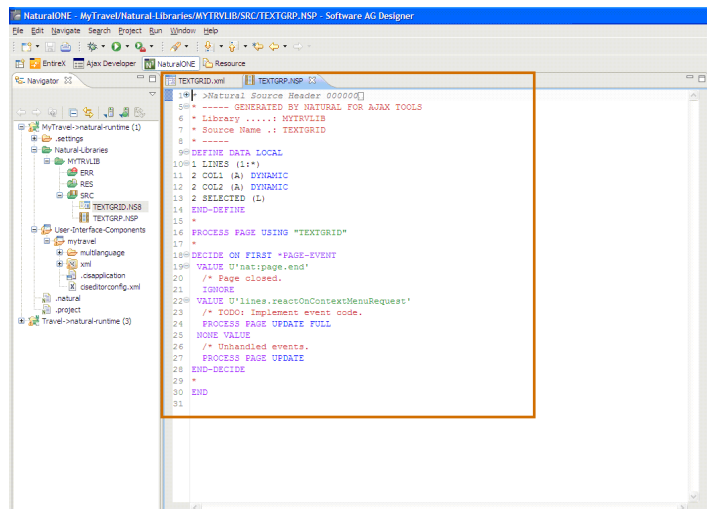 NaturalONE - MyTravel/Natural-Libraries/MYTRVLIB/SRC/TEXTGRP.NSP - Software AG Designer
File Edit Navigate Search Project Run Window Help
EntireX Ajax Developer NaturalONE Resource
Navigator
MyTravel->natural-runtime (1)
.settings
Natural-Libraries
MYTRVLIB
ERR
RES
SRC
TEXTGRID.NS8
TEXTGRP.NSP
User-Interface-Components
mytravel
multilanguage
xml
.cisapplication
ciseditorconfig.xml
.natural
.project
Travel->natural-runtime (3)
TEXTGRID.xml TEXTGRP.NSP
1 * >Natural Source Header 000000
5 * ----- GENERATED BY NATURAL FOR AJAX TOOLS
6 * Library .....: MYTRVLIB
7 * Source Name .: TEXTGRID
8 * -----
9 DEFINE DATA LOCAL
10 1 LINES (1:*)
11 2 COL1 (A) DYNAMIC
12 2 COL2 (A) DYNAMIC
13 2 SELECTED (L)
14 END-DEFINE
15 *
16 PROCESS PAGE USING "TEXTGRID"
17 *
18 DECIDE ON FIRST *PAGE-EVENT
19 VALUE U'nat:page.end'
20 /* Page closed.
21 IGNORE
22 VALUE U'lines.reactOnContextMenuRequest'
23 /* TODO: Implement event code.
24 PROCESS PAGE UPDATE FULL
25 NONE VALUE
26 /* Unhandled events.
27 PROCESS PAGE UPDATE
28 END-DECIDE
29 *
30 END
31